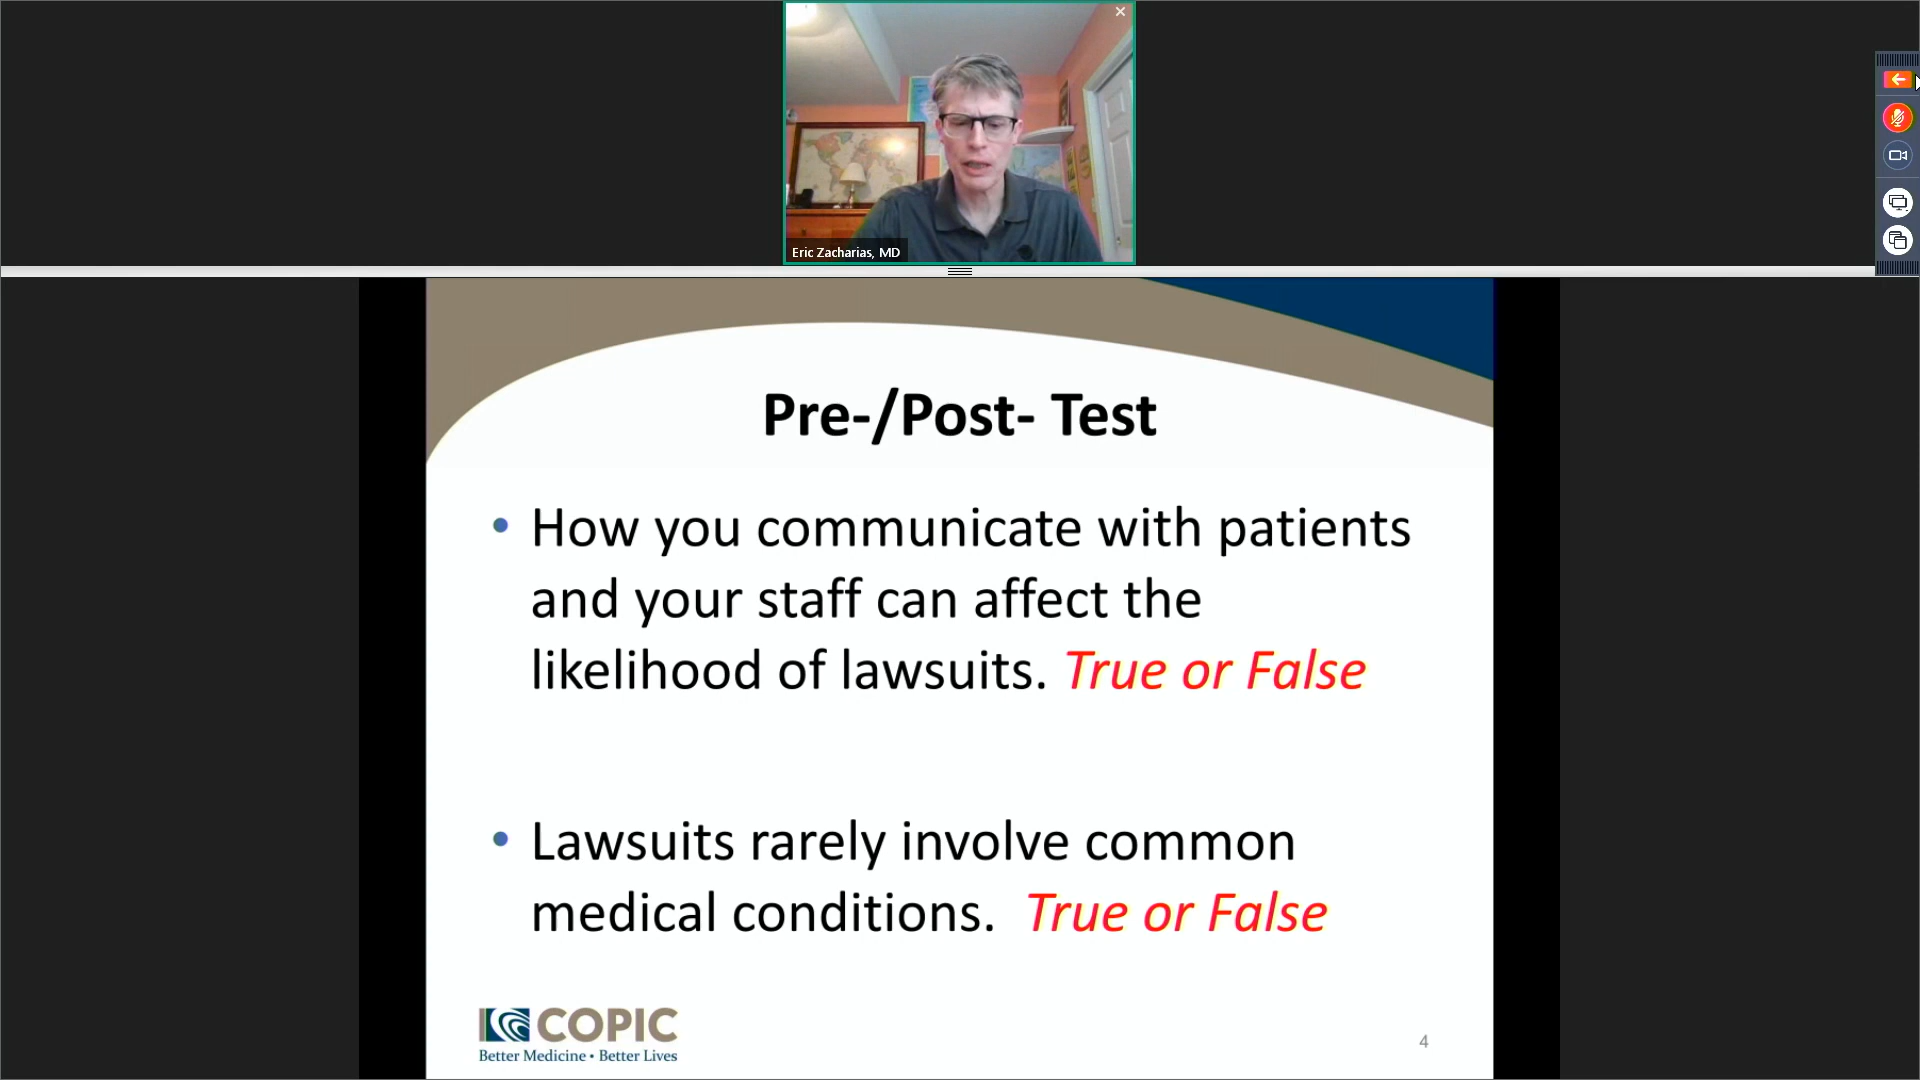 Eric Zacharias, MD
Pre-/Post- Test
• How you communicate with patients
and your staff can affect the
likelihood of lawsuits. True or False
• Lawsuits rarely involve common
medical conditions. True or False
COPIC
Better Medicine • Better Lives
4